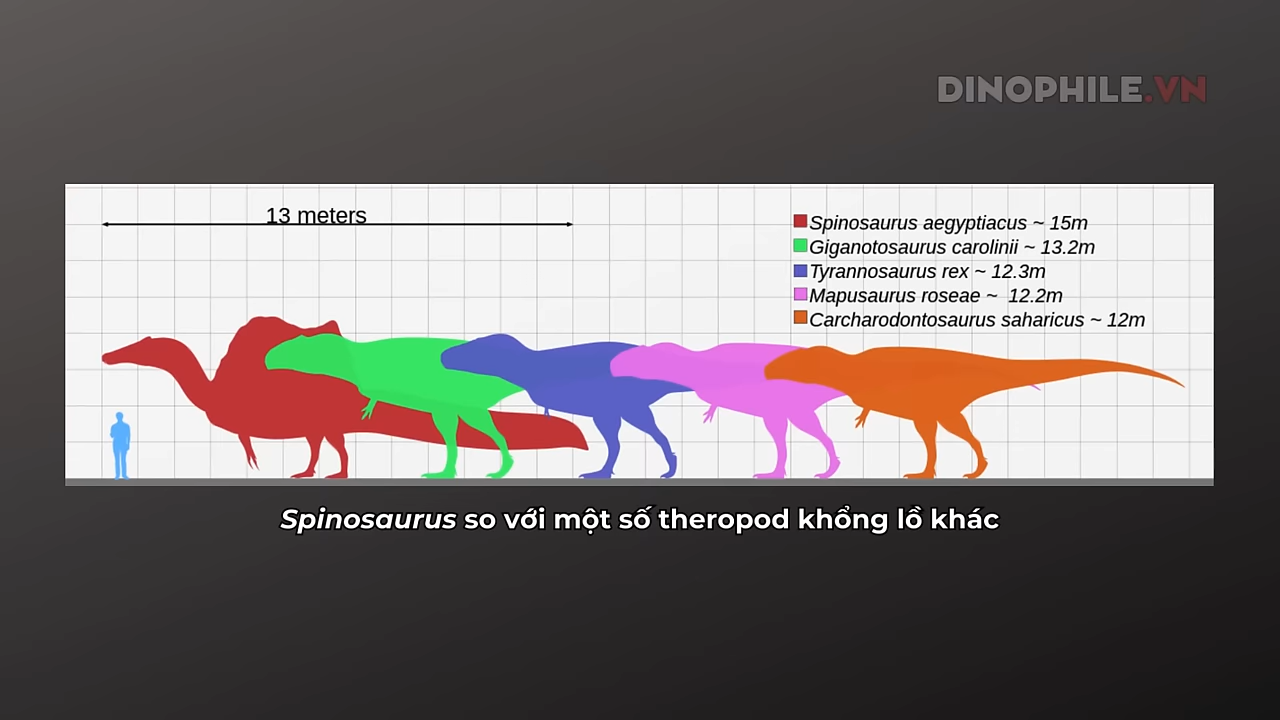 DINOPHILE.VN
13 meters
Spinosaurus aegyptiacus ~ 15m
Giganotosaurus carolinii ~ 13.2m
Tyrannosaurus rex ~ 12.3m
Mapusaurus roseae ~ 12.2m
Carcharodontosaurus saharicus ~ 12m
Spinosaurus so với một số theropod khổng lồ khác